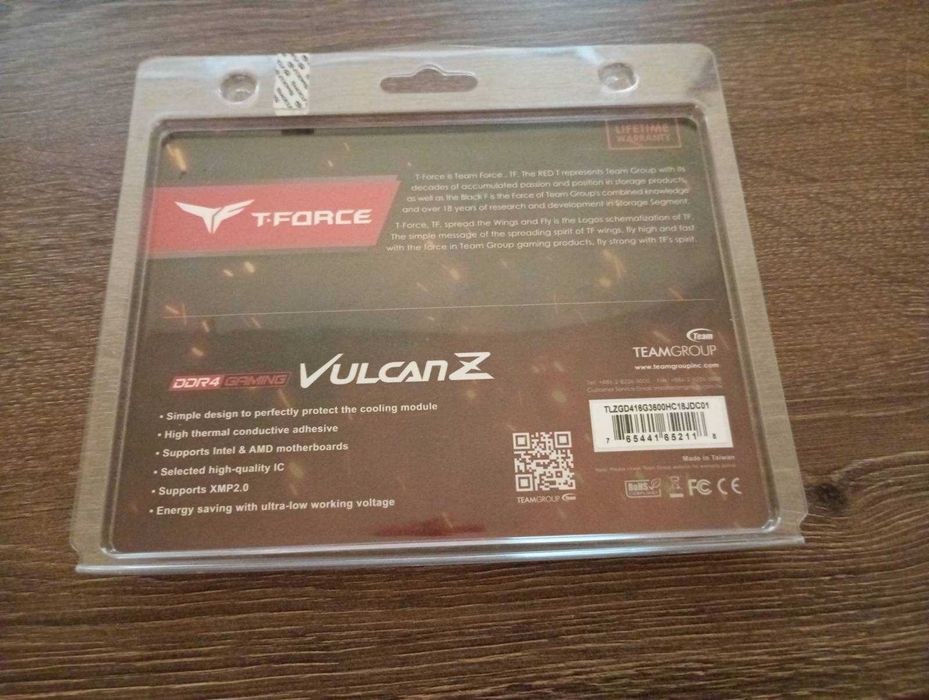 LIFETIME
WARRANTY
T-Force is Team Force . TF. The RED T represents Team Group with its
decades of accumulated passion and position in storage products,
as well as the Black F is the Force of Team Group's combined knowledge
and over 18 years of research and development in Storage Segment.
T-FORCE
T-Force, TF, spread the Wings and Fly is the Logos schematization of TF.
The simple message of the spreading spirit of TF wings, fly high and fast
with the force in Team Group gaming products, fly strong with TF's spirit.
Team
TEAMGROUP
www.teamgroupinc.com
DDR4 GAMING VULCAN Z
• Simple design to perfectly protect the cooling module
• High thermal conductive adhesive
• Supports Intel & AMD motherboards
• Selected high-quality IC
• Supports XMP2.0
• Energy saving with ultra-low working voltage
TLZGD416G3600HC18JDC01
7 65441 65211 8
Made in Taiwan
TEAMGROUP Team
RoHS
FC CE